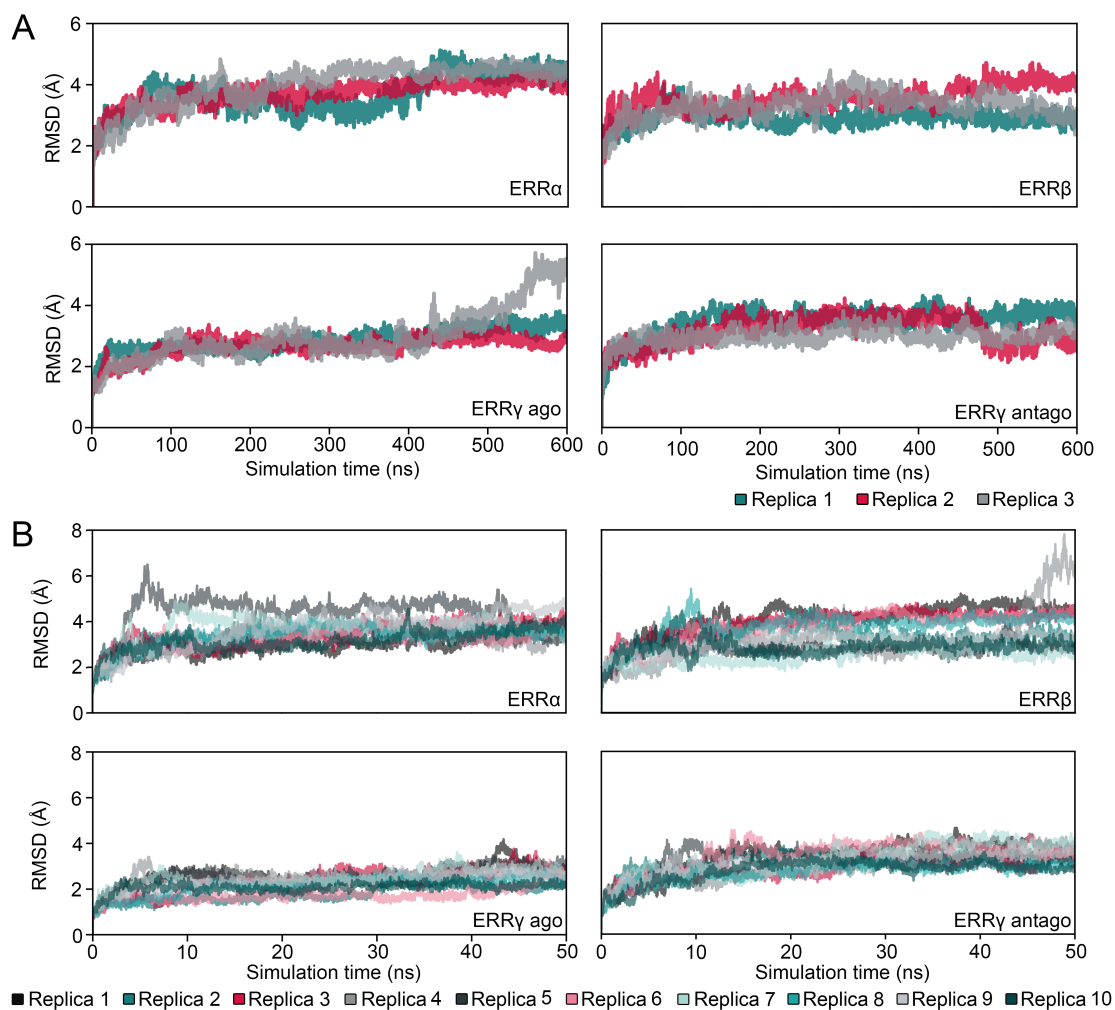 A
6
4
2
0
RMSD (Å)
ERRα
ERRβ
6
4
2
0
RMSD (Å)
ERRγ ago
ERRγ antago
0 100 200 300 400 500 600
0 100 200 300 400 500 600
Simulation time (ns)
Simulation time (ns)
Replica 1 Replica 2 Replica 3
B
8
6
4
2
0
RMSD (Å)
ERRα
ERRβ
8
6
4
2
0
RMSD (Å)
ERRγ ago
ERRγ antago
0 10 20 30 40 50
0 10 20 30 40 50
Simulation time (ns)
Simulation time (ns)
Replica 1 Replica 2 Replica 3 Replica 4 Replica 5 Replica 6 Replica 7 Replica 8 Replica 9 Replica 10